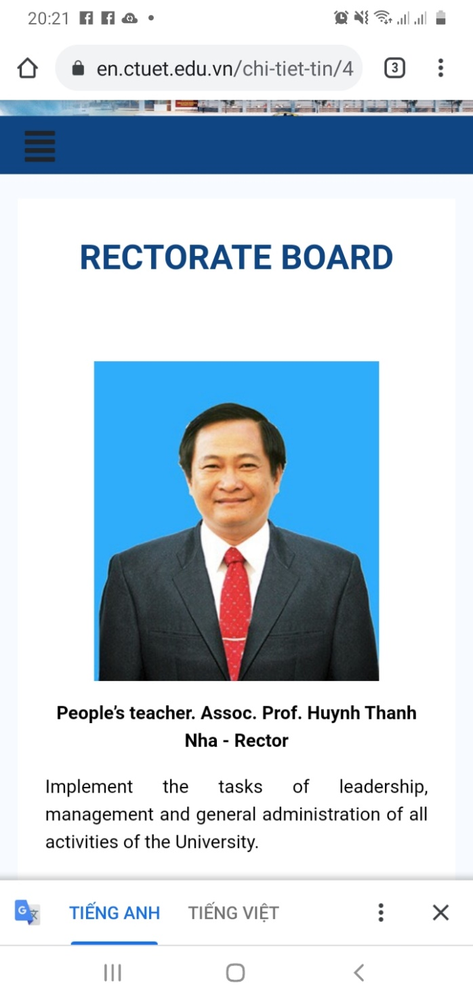 20:21
en.ctuet.edu.vn/chi-tiet-tin/4
3
RECTORATE BOARD
People's teacher. Assoc. Prof. Huynh Thanh
Nha - Rector
Implement the tasks of leadership,
management and general administration of all
activities of the University.
G 文
TIẾNG ANH
TIẾNG VIỆT